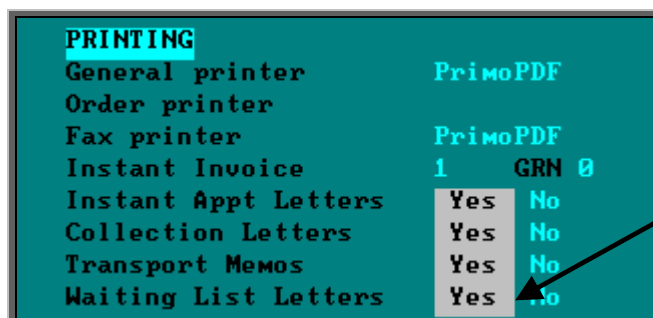 PRINTING
General printer PrimoPDF
Order printer
Fax printer PrimoPDF
Instant Invoice 1 GRN 0
Instant Appt Letters Yes No
Collection Letters Yes No
Transport Memos Yes No
Waiting List Letters Yes No